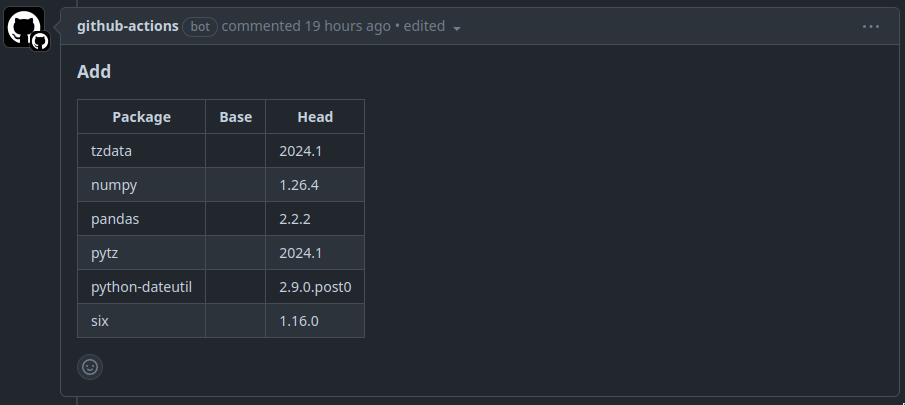 github-actions bot commented 19 hours ago • edited
Add
Package Base Head
tzdata 2024.1
numpy 1.26.4
pandas 2.2.2
pytz 2024.1
python-dateutil 2.9.0.post0
six 1.16.0